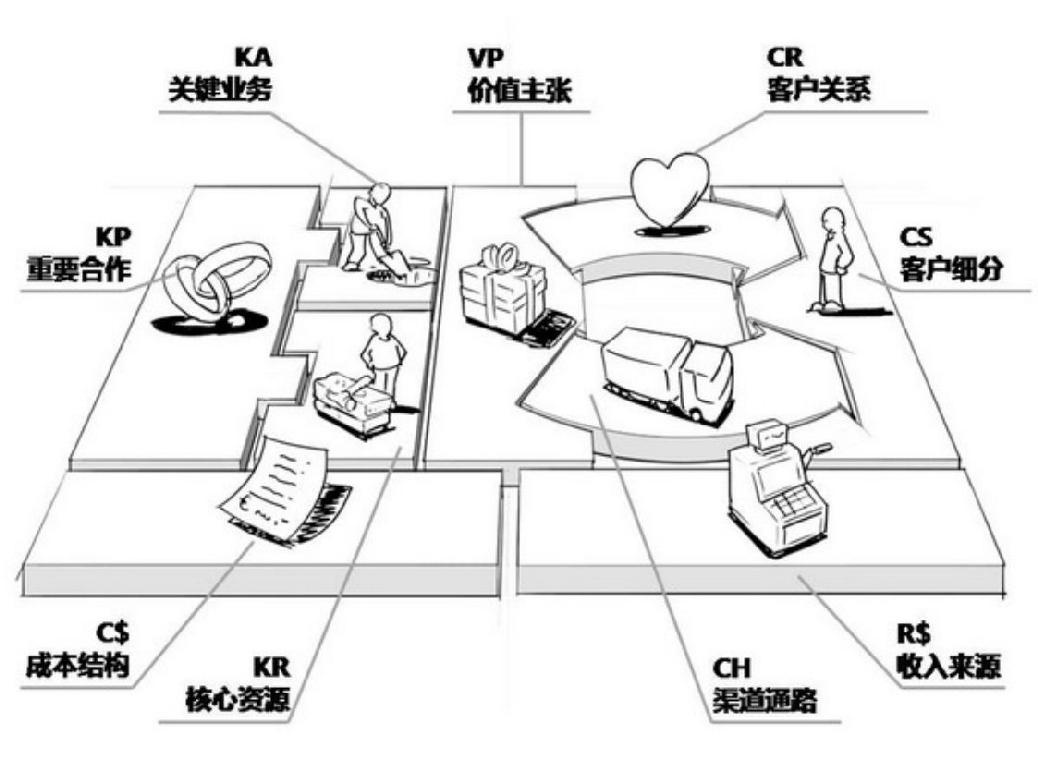 KA
关键业务
VP
价值主张
CR
客户关系
KP
重要合作
CS
客户细分
C$
成本结构
KR
核心资源
CH
渠道通路
R$
收入来源